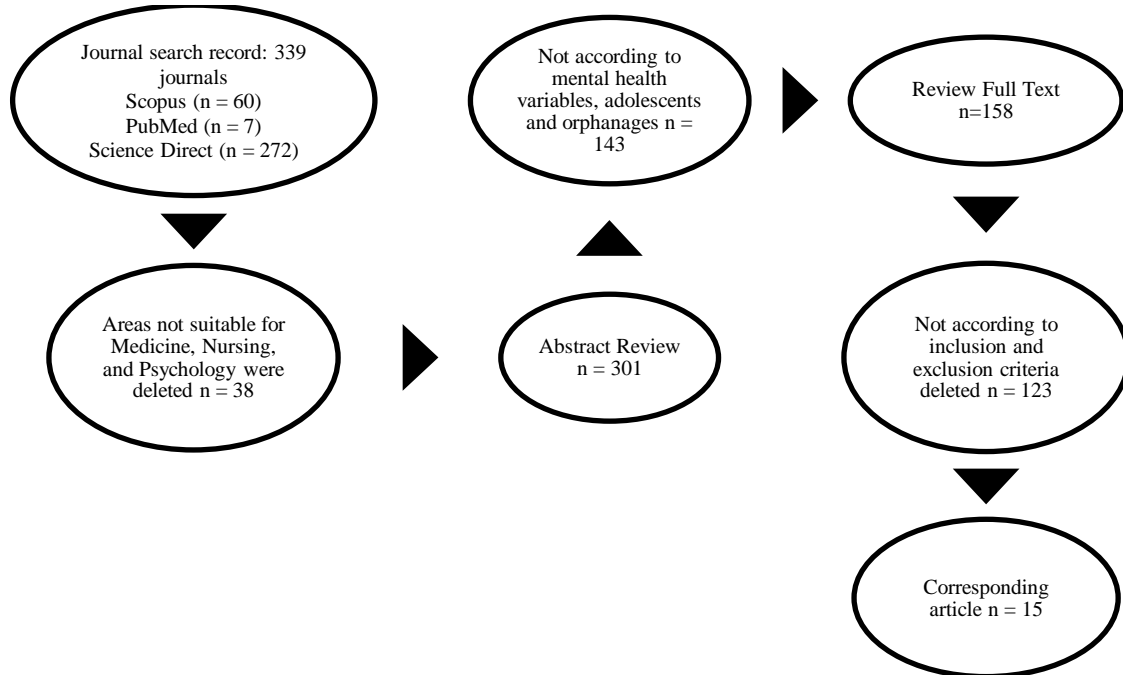 Journal search record: 339
journals
Scopus (n = 60)
PubMed (n = 7)
Science Direct (n = 272)
Areas not suitable for
Medicine, Nursing,
and Psychology were
deleted n = 38
Abstract Review
n = 301
Not according to
mental health
variables, adolescents
and orphanages n =
143
Review Full Text
n=158
Not according to
inclusion and
exclusion criteria
deleted n = 123
Corresponding
article n = 15